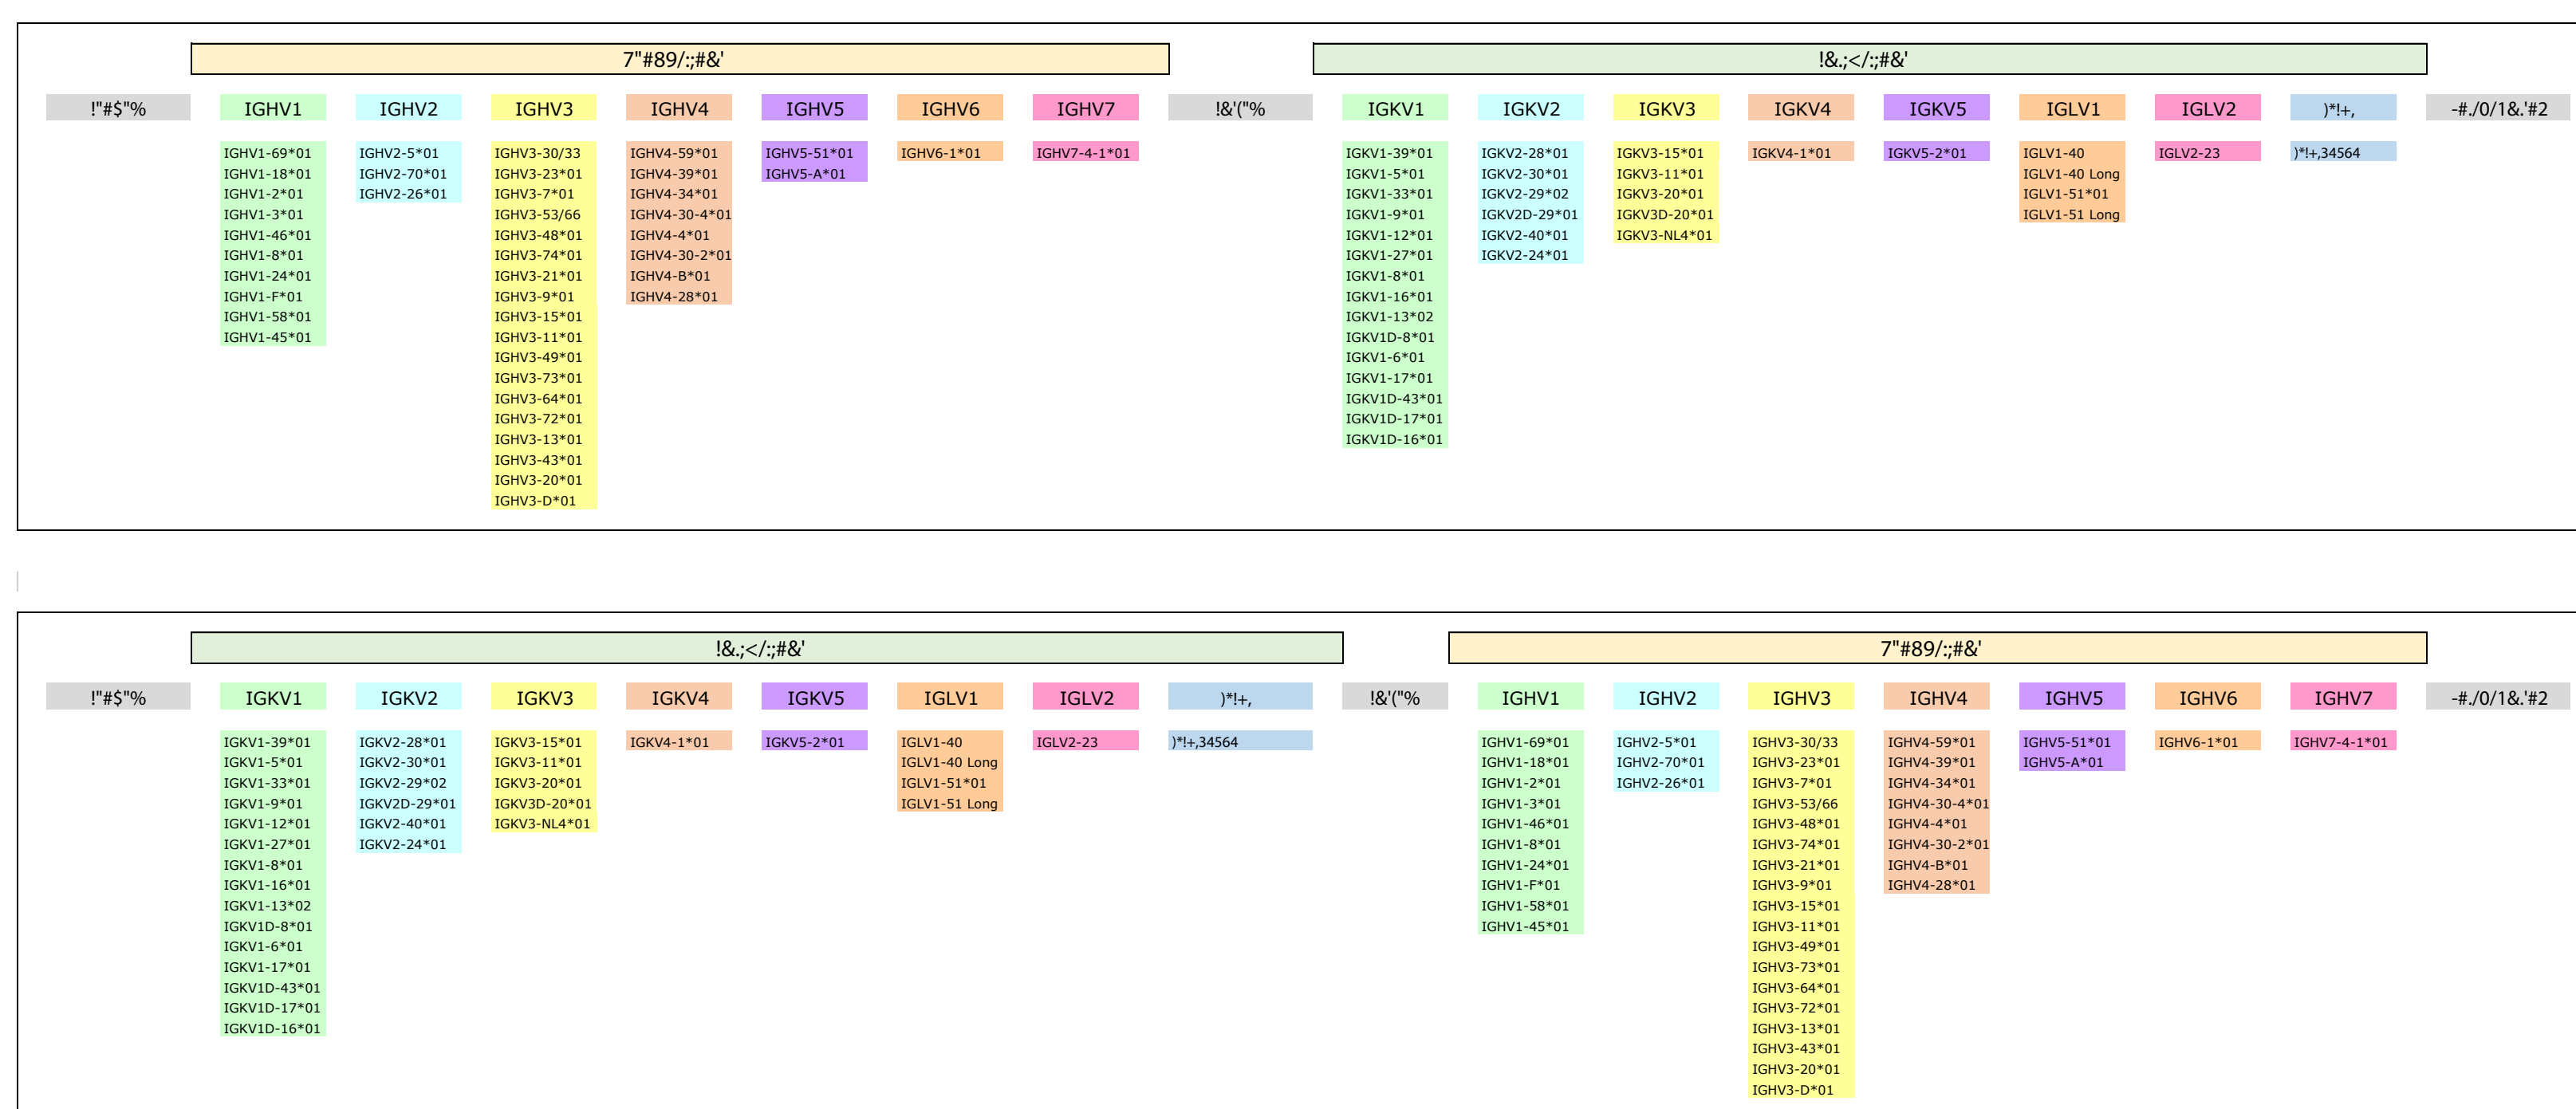 7"#89/:;#&' !&.;</:;#&'
!"#$"% IGHV1 IGHV2 IGHV3 IGHV4 IGHV5 IGHV6 IGHV7 !&'("% IGKV1 IGKV2 IGKV3 IGKV4 IGKV5 IGLV1 IGLV2 )*!+, -#./0/1&.'#2
IGHV1-69*01 IGHV2-5*01 IGHV3-30/33 IGHV4-59*01 IGHV5-51*01 IGHV6-1*01 IGHV7-4-1*01 IGKV1-39*01 IGKV2-28*01 IGKV3-15*01 IGKV4-1*01 IGKV5-2*01 IGLV1-40 IGLV2-23 )*!+,34564
IGHV1-18*01 IGHV2-70*01 IGHV3-23*01 IGHV4-39*01 IGHV5-A*01 IGKV1-5*01 IGKV2-30*01 IGKV3-11*01 IGLV1-40 Long
IGHV1-2*01 IGHV2-26*01 IGHV3-7*01 IGHV4-34*01 IGKV1-33*01 IGKV2-29*02 IGKV3-20*01 IGLV1-51*01
IGHV1-3*01 IGHV3-53/66 IGHV4-30-4*01 IGKV1-9*01 IGKV2D-29*01 IGKV3D-20*01 IGLV1-51 Long
IGHV1-46*01 IGHV3-48*01 IGHV4-4*01 IGKV1-12*01 IGKV2-40*01 IGKV3-NL4*01
IGHV1-8*01 IGHV3-74*01 IGHV4-30-2*01 IGKV1-27*01 IGKV2-24*01
IGHV1-24*01 IGHV3-21*01 IGHV4-B*01 IGKV1-8*01
IGHV1-F*01 IGHV3-9*01 IGHV4-28*01 IGKV1-16*01
IGHV1-58*01 IGHV3-15*01 IGKV1-13*02
IGHV1-45*01 IGHV3-11*01 IGKV1D-8*01
IGHV3-49*01 IGKV1-6*01
IGHV3-73*01 IGKV1-17*01
IGHV3-64*01 IGKV1D-43*01
IGHV3-72*01 IGKV1D-17*01
IGHV3-13*01 IGKV1D-16*01
IGHV3-43*01
IGHV3-20*01
IGHV3-D*01
!&.;</:;#&' 7"#89/:;#&'
!"#$"% IGKV1 IGKV2 IGKV3 IGKV4 IGKV5 IGLV1 IGLV2 )*!+, !&'("% IGHV1 IGHV2 IGHV3 IGHV4 IGHV5 IGHV6 IGHV7 -#./0/1&.'#2
IGKV1-39*01 IGKV2-28*01 IGKV3-15*01 IGKV4-1*01 IGKV5-2*01 IGLV1-40 IGLV2-23 )*!+,34564 IGHV1-69*01 IGHV2-5*01 IGHV3-30/33 IGHV4-59*01 IGHV5-51*01 IGHV6-1*01 IGHV7-4-1*01
IGKV1-5*01 IGKV2-30*01 IGKV3-11*01 IGLV1-40 Long IGHV1-18*01 IGHV2-70*01 IGHV3-23*01 IGHV4-39*01 IGHV5-A*01
IGKV1-33*01 IGKV2-29*02 IGKV3-20*01 IGLV1-51*01 IGHV1-2*01 IGHV2-26*01 IGHV3-7*01 IGHV4-34*01
IGKV1-9*01 IGKV2D-29*01 IGKV3D-20*01 IGLV1-51 Long IGHV1-3*01 IGHV3-53/66 IGHV4-30-4*01
IGKV1-12*01 IGKV2-40*01 IGKV3-NL4*01 IGHV1-46*01 IGHV3-48*01 IGHV4-4*01
IGKV1-27*01 IGKV2-24*01 IGHV1-8*01 IGHV3-74*01 IGHV4-30-2*01
IGKV1-8*01 IGHV1-24*01 IGHV3-21*01 IGHV4-B*01
IGKV1-16*01 IGHV1-F*01 IGHV3-9*01 IGHV4-28*01
IGKV1-13*02 IGHV1-58*01 IGHV3-15*01
IGKV1D-8*01 IGHV1-45*01 IGHV3-11*01
IGKV1-6*01 IGHV3-49*01
IGKV1-17*01 IGHV3-73*01
IGKV1D-43*01 IGHV3-64*01
IGKV1D-17*01 IGHV3-72*01
IGKV1D-16*01 IGHV3-13*01
IGHV3-43*01
IGHV3-20*01
IGHV3-D*01